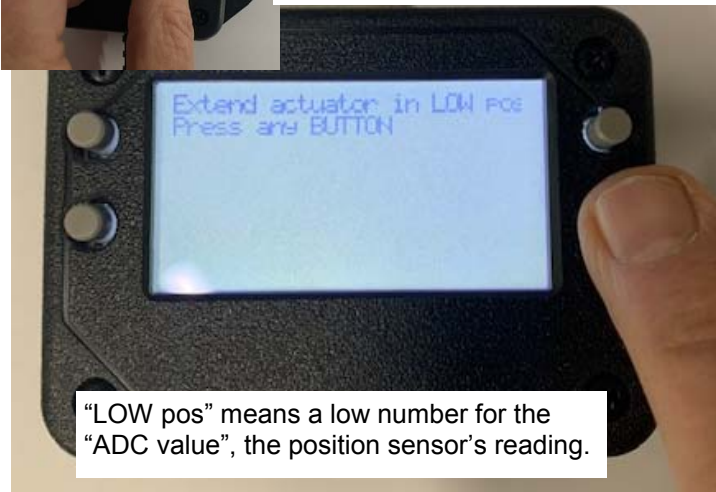 Extend actuator in LOW pos
Press any BUTTON
“LOW pos” means a low number for the
“ADC value”, the position sensor’s reading.